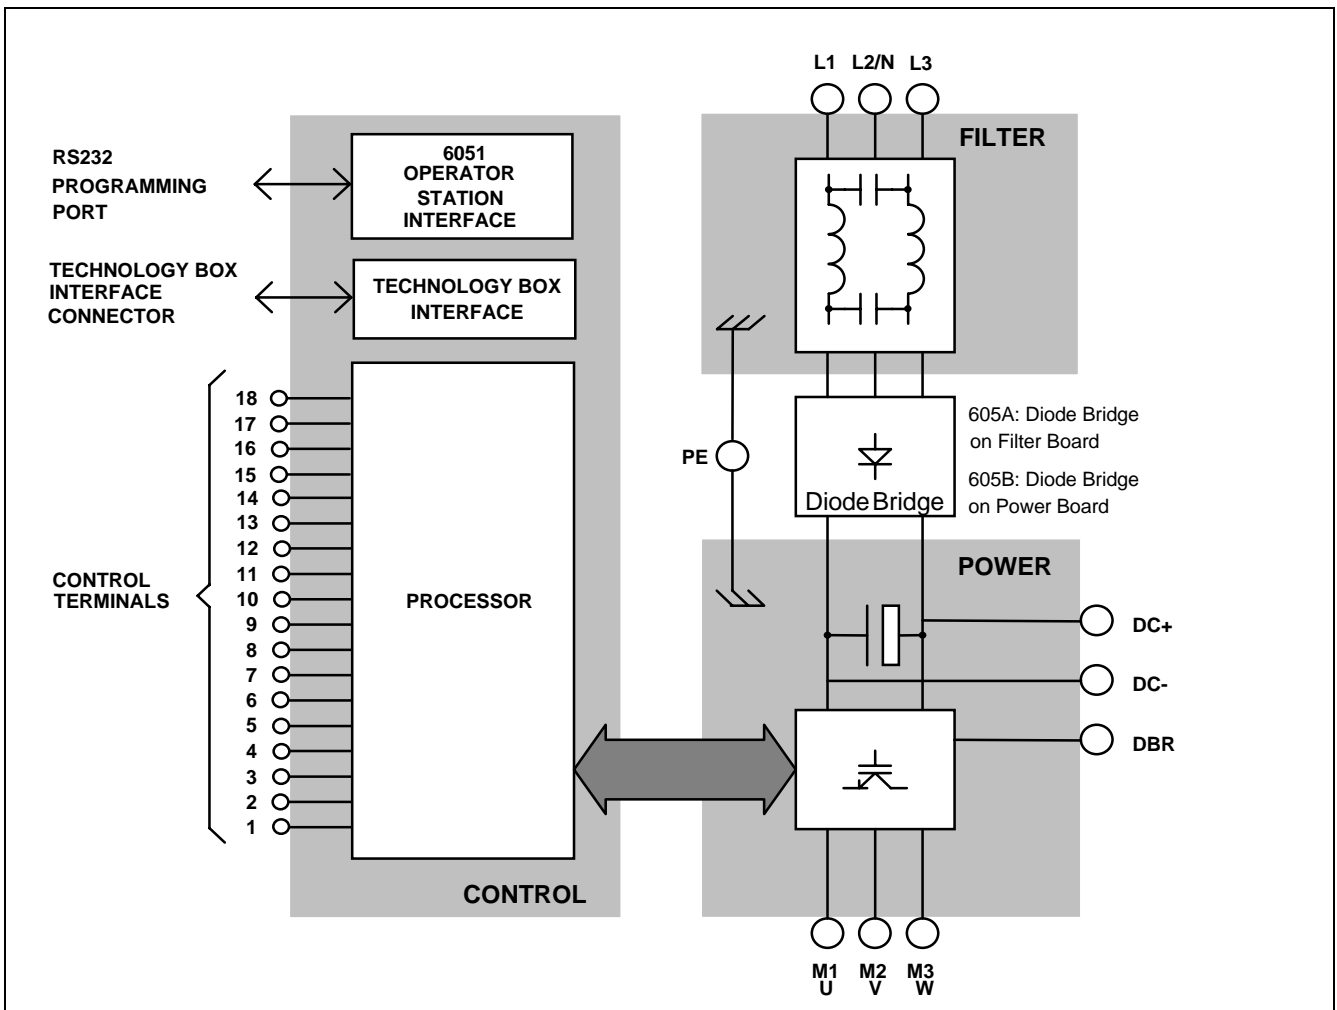 L1 L2/N L3
FILTER
RS232
PROGRAMMING
PORT
6051
OPERATOR
STATION
INTERFACE
TECHNOLOGY BOX
INTERFACE
CONNECTOR
TECHNOLOGY BOX
INTERFACE
18
17
16
15
14
13
12
11
10
9
8
7
6
5
4
3
2
1
CONTROL
TERMINALS
PROCESSOR
CONTROL
PE
Diode Bridge
605A: Diode Bridge
on Filter Board
605B: Diode Bridge
on Power Board
POWER
DC+
DC-
DBR
M1 M2 M3
U V W